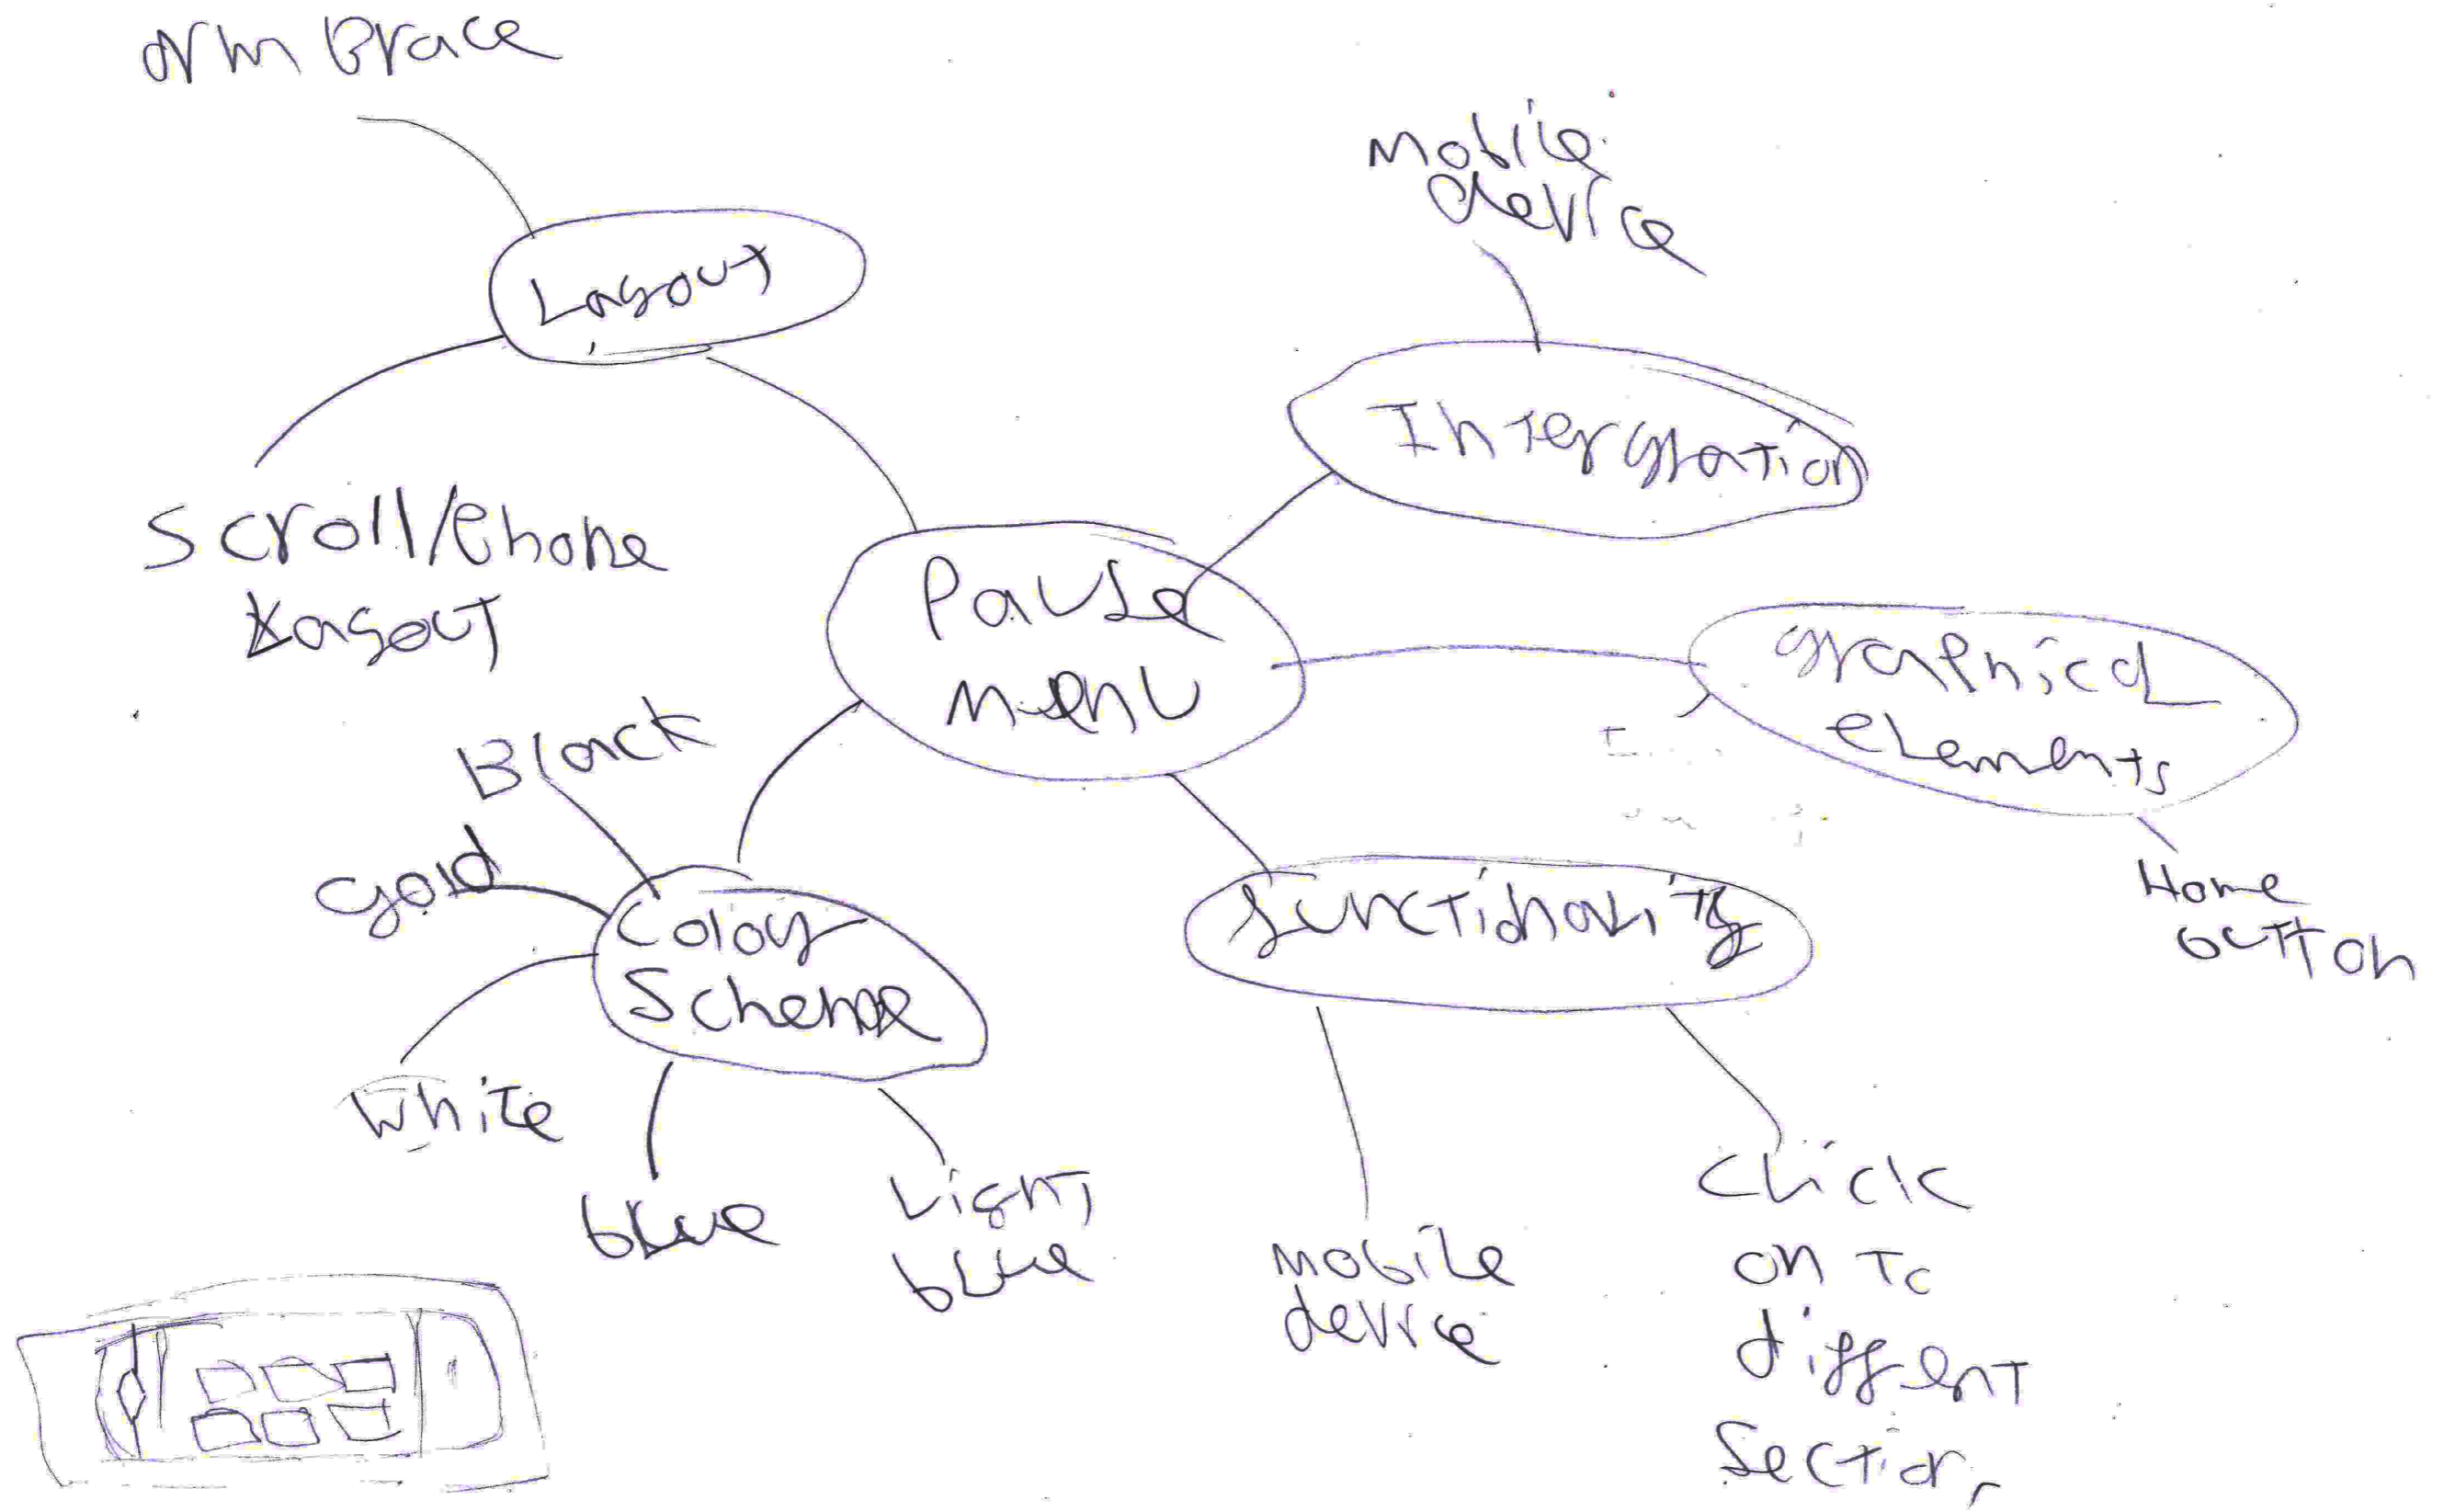 Arm Brace
Layout
Scroll/Phone
Layout
Mobile
device
Intergration
Pause
menu
graphical
elements
Home
button
Black
Gold
Color
Scheme
White
blue
Light
blue
functionality
Mobile
device
Click
on to
diffent
Section